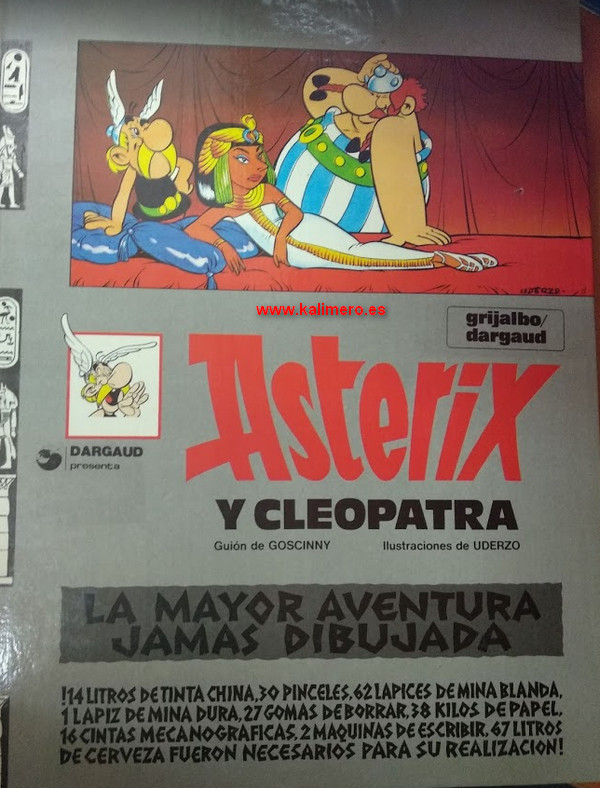 UDERZO
www.kalimero.es
grijalbo/
dargaud
Asterix
DARGAUD
presenta
Y CLEOPATRA
Guión de GOSCINNY Ilustraciones de UDERZO
LA MAYOR AVENTURA
JAMAS DIBUJADA
!14 LITROS DE TINTA CHINA, 30 PINCELES, 62 LAPICES DE MINA BLANDA,
1 LAPIZ DE MINA DURA, 27 GOMAS DE BORRAR, 38 KILOS DE PAPEL,
16 CINTAS MECANOGRAFICAS, 2 MAQUINAS DE ESCRIBIR, 67 LITROS
DE CERVEZA FUERON NECESARIOS PARA SU REALIZACION!